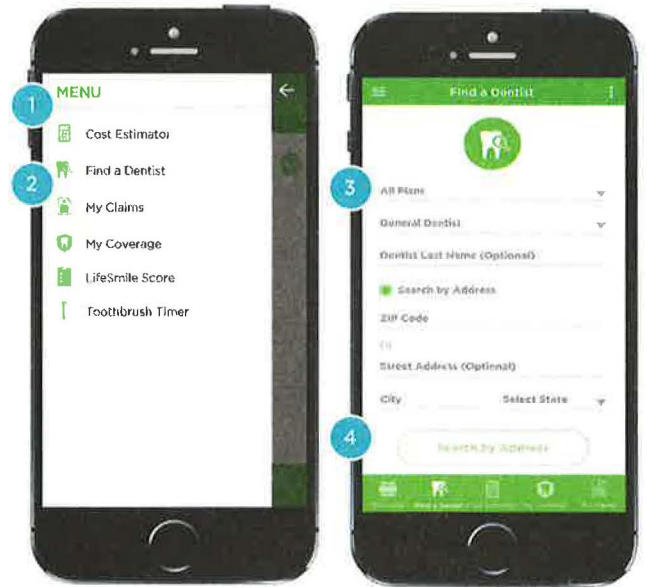 1
MENU
Cost Estimator
2
Find a Dentist
My Claims
My Coverage
LifeSmile Score
Toothbrush Timer
Find a Dentist
3
All Plans
General Dentist
Dentist Last Name (Optional)
Search by Address
ZIP Code
Street Address (Optional)
City
Select State
4
Search by Address
Find a Dentist